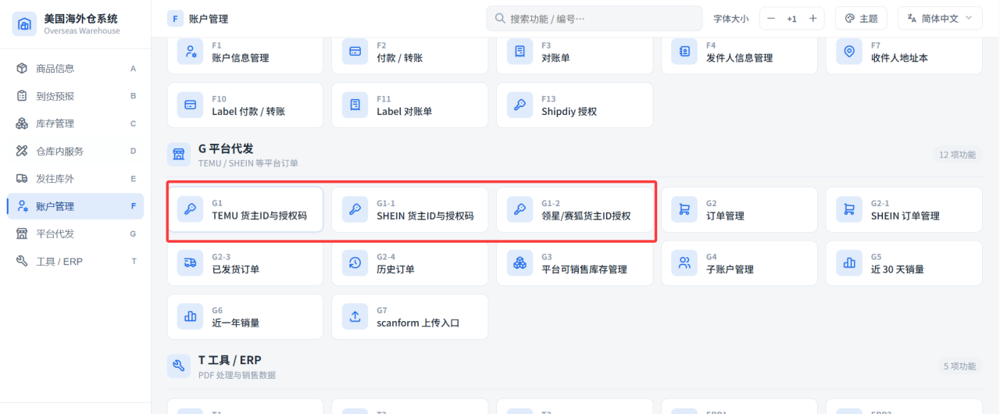 美国海外仓系统
Overseas Warehouse
F 账户管理
搜索功能 / 编号…
字体大小
+1
主题
简体中文
商品信息 A
到货预报 B
库存管理 C
仓库内服务 D
发往库外 E
账户管理 F
平台代发 G
工具 / ERP T
F1
账户信息管理
F2
付款 / 转账
F3
对账单
F4
发件人信息管理
F7
收件人地址本
F10
Label 付款 / 转账
F11
Label 对账单
F13
Shipdiy 授权
G 平台代发
TEMU / SHEIN 等平台订单
12 项功能
G1
TEMU 货主ID与授权码
G1-1
SHEIN 货主ID与授权码
G1-2
领星/赛狐货主ID授权
G2
订单管理
G2-1
SHEIN 订单管理
G2-3
已发货订单
G2-4
历史订单
G3
平台可销售库存管理
G4
子账户管理
G5
近 30 天销量
G6
近一年销量
G7
scanform 上传入口
T 工具 / ERP
PDF 处理与销售数据
5 项功能
T1
T2
T3
ERP1
ERP2